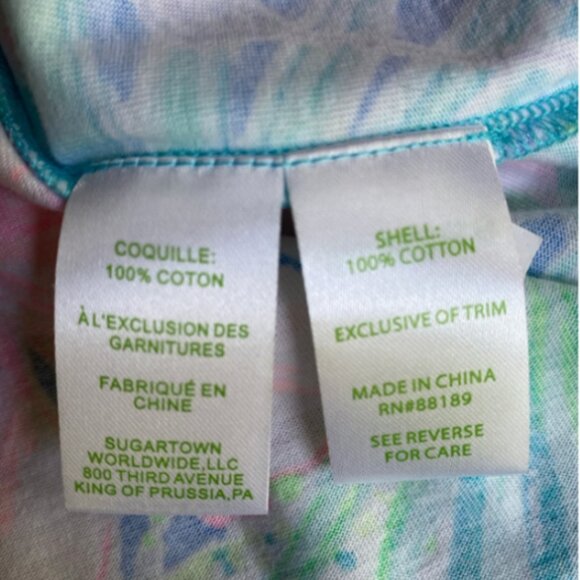 COQUILLE:
100% COTON
À L'EXCLUSION DES
GARNITURES
FABRIQUÉ EN
CHINE
SUGARTOWN
WORLDWIDE,LLC
800 THIRD AVENUE
KING OF PRUSSIA,PA
SHELL:
100% COTTON
EXCLUSIVE OF TRIM
MADE IN CHINA
RN#88189
SEE REVERSE
FOR CARE